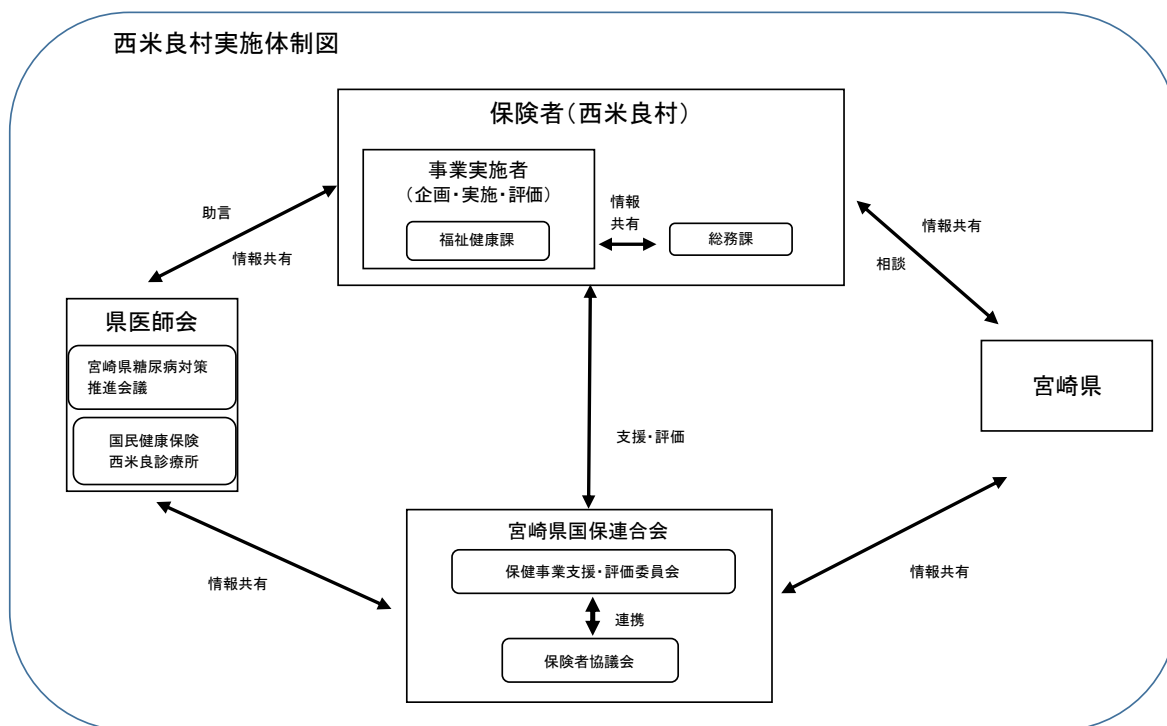 西米良村実施体制図
保険者(西米良村)
事業実施者
(企画・実施・評価)
福祉健康課
情報
共有
総務課
助言
情報共有
情報共有
相談
県医師会
宮崎県糖尿病対策
推進会議
国民健康保険
西米良診療所
宮崎県
支援・評価
宮崎県国保連合会
保健事業支援・評価委員会
連携
保険者協議会
情報共有
情報共有